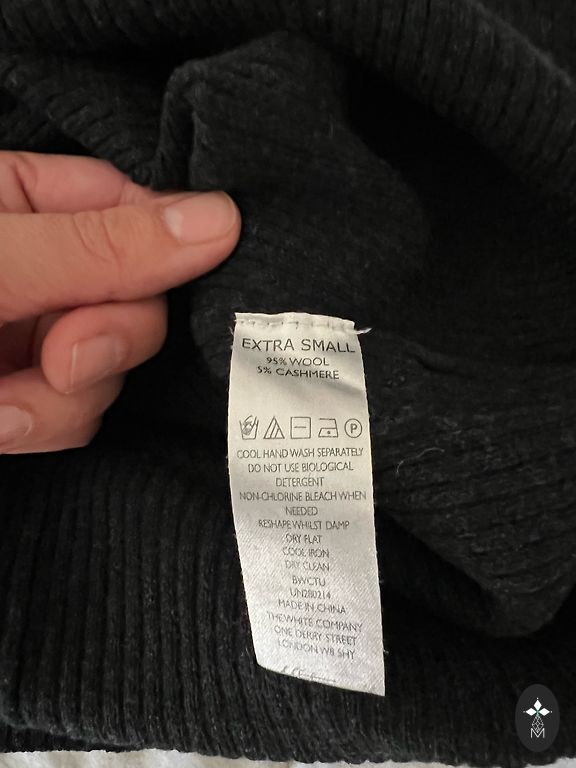 EXTRA SMALL
95% WOOL
5% CASHMERE
P
COOL HAND WASH SEPARATELY
DO NOT USE BIOLOGICAL
DETERGENT
NON-CHLORINE BLEACH WHEN
NEEDED
RESHAPE WHILST DAMP
DRY FLAT
COOL IRON
DRY CLEAN
BWCTU
UN280214
MADE IN CHINA
THE WHITE COMPANY
ONE DERRY STREET
LONDON W8 5HY
M